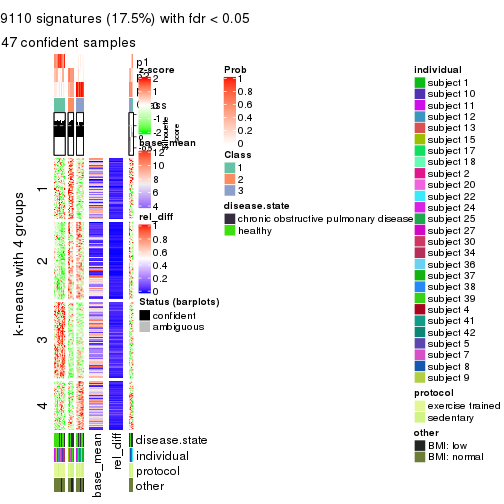 9110 signatures (17.5%) with fdr < 0.05
47 confident samples
p1
z-score
2
1
0
-1
-2
base_mean
12
10
8
6
4
rel_diff
1
0.8
0.6
0.4
0.2
0
Status (barplots)
confident
ambiguous
Silhouette
score
Prob
1
0.8
0.6
0.4
0.2
0
Class
1
2
3
disease.state
chronic obstructive pulmonary disease
healthy
individual
subject 1
subject 10
subject 11
subject 12
subject 13
subject 15
subject 17
subject 18
subject 2
subject 20
subject 22
subject 24
subject 25
subject 27
subject 30
subject 34
subject 36
subject 37
subject 38
subject 39
subject 4
subject 41
subject 42
subject 5
subject 7
subject 8
subject 9
protocol
exercise trained
sedentary
other
BMI: low
BMI: normal
k-means with 4 groups
1
2
3
4
base_mean
rel_diff
disease.state
individual
protocol
other